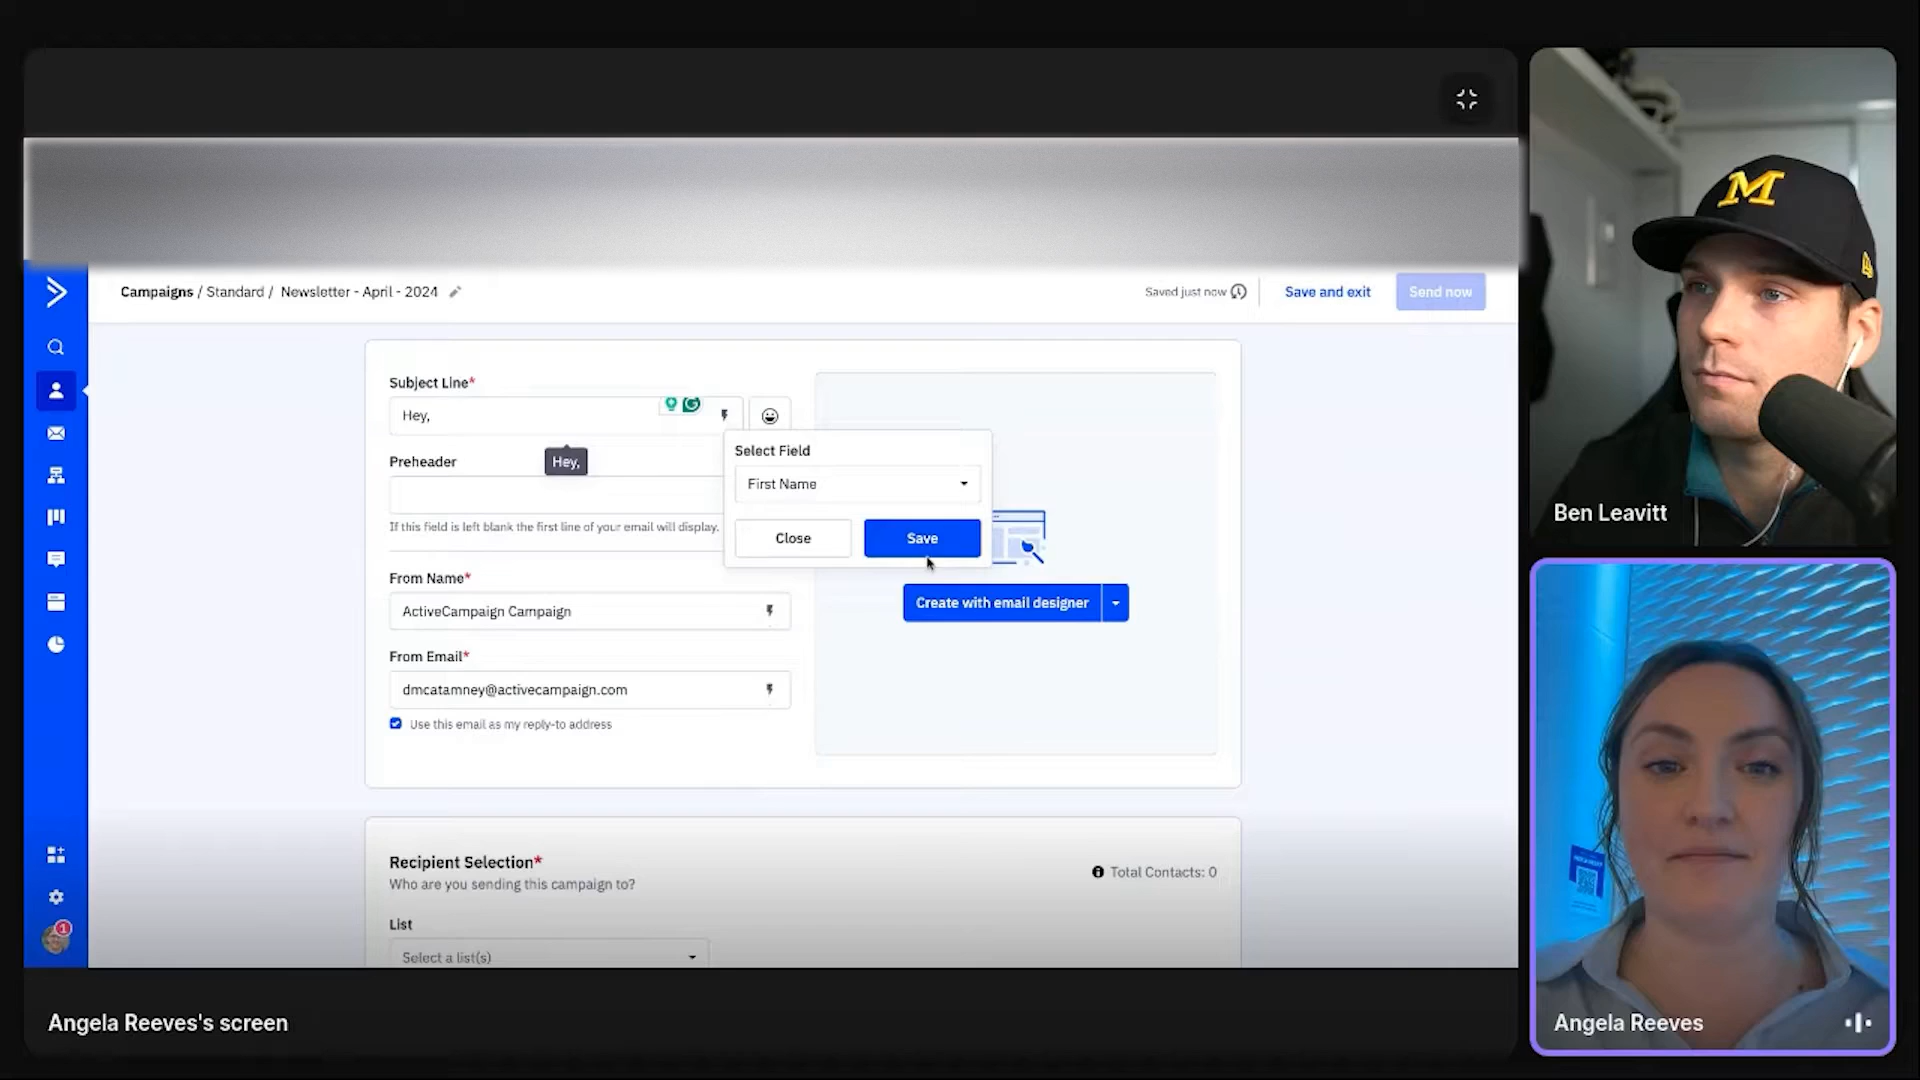 Campaigns / Standard / Newsletter - April - 2024
Saved just now
Save and exit
Send now
Subject Line*
Hey,
Preheader
Hey,
If this field is left blank the first line of your email will display.
Select Field
First Name
Close
Save
From Name*
ActiveCampaign Campaign
Create with email designer
From Email*
dmcatamney@activecampaign.com
Use this email as my reply-to address
Recipient Selection*
Who are you sending this campaign to?
Total Contacts: 0
List
Select a list(s)
1
Angela Reeves's screen
M
Ben Leavitt
Angela Reeves